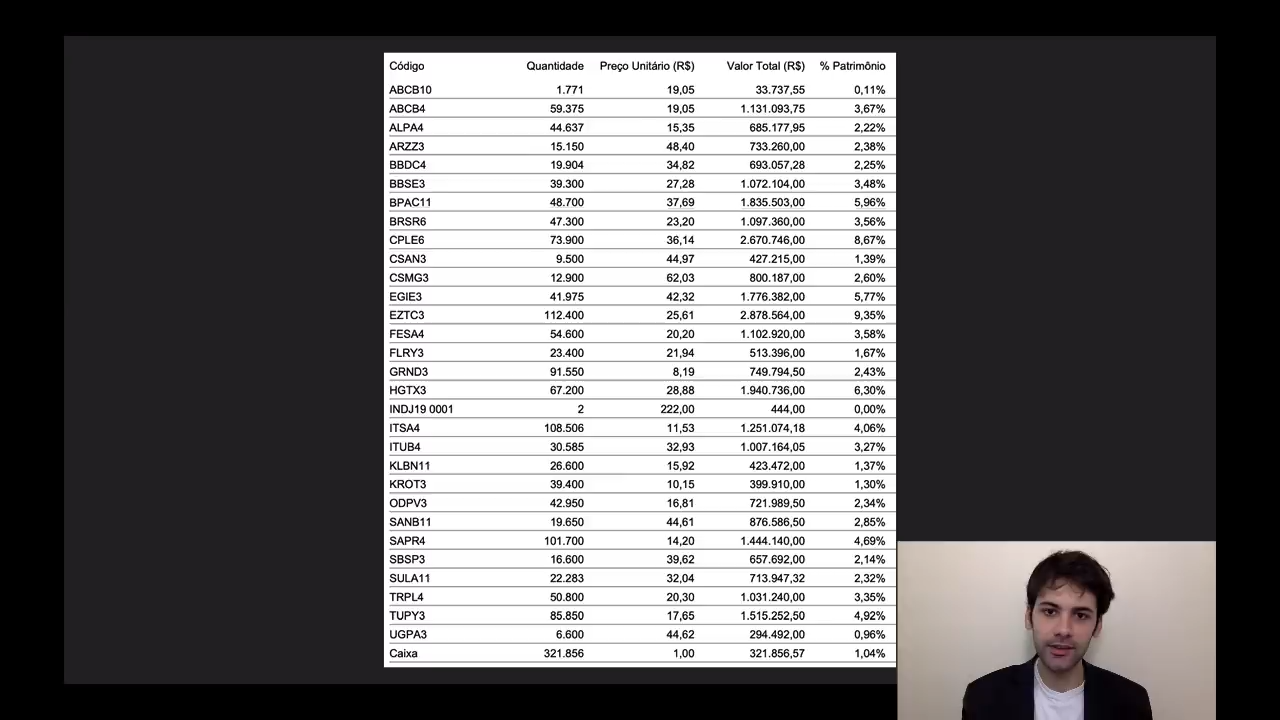 Código Quantidade Preço Unitário (R$) Valor Total (R$) % Patrimônio
ABCB10 1.771 19,05 33.737,55 0,11%
ABCB4 59.375 19,05 1.131.093,75 3,67%
ALPA4 44.637 15,35 685.177,95 2,22%
ARZZ3 15.150 48,40 733.260,00 2,38%
BBDC4 19.904 34,82 693.057,28 2,25%
BBSE3 39.300 27,28 1.072.104,00 3,48%
BPAC11 48.700 37,69 1.835.503,00 5,96%
BRSR6 47.300 23,20 1.097.360,00 3,56%
CPLE6 73.900 36,14 2.670.746,00 8,67%
CSAN3 9.500 44,97 427.215,00 1,39%
CSMG3 12.900 62,03 800.187,00 2,60%
EGIE3 41.975 42,32 1.776.382,00 5,77%
EZTC3 112.400 25,61 2.878.564,00 9,35%
FESA4 54.600 20,20 1.102.920,00 3,58%
FLRY3 23.400 21,94 513.396,00 1,67%
GRND3 91.550 8,19 749.794,50 2,43%
HGTX3 67.200 28,88 1.940.736,00 6,30%
INDJ19 0001 2 222,00 444,00 0,00%
ITSA4 108.506 11,53 1.251.074,18 4,06%
ITUB4 30.585 32,93 1.007.164,05 3,27%
KLBN11 26.600 15,92 423.472,00 1,37%
KROT3 39.400 10,15 399.910,00 1,30%
ODPV3 42.950 16,81 721.989,50 2,34%
SANB11 19.650 44,61 876.586,50 2,85%
SAPR4 101.700 14,20 1.444.140,00 4,69%
SBSP3 16.600 39,62 657.692,00 2,14%
SULA11 22.283 32,04 713.947,32 2,32%
TRPL4 50.800 20,30 1.031.240,00 3,35%
TUPY3 85.850 17,65 1.515.252,50 4,92%
UGPA3 6.600 44,62 294.492,00 0,96%
Caixa 321.856 1,00 321.856,57 1,04%